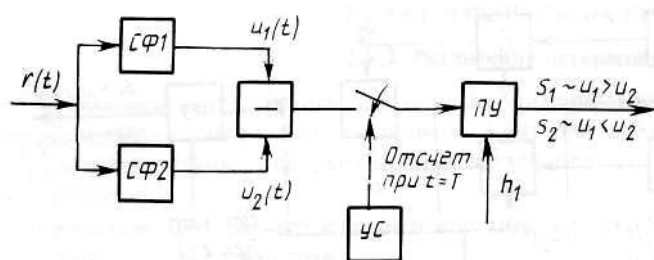 СФ1
u₁(t)
r(t)
СФ2
u₂(t)
—
Отсчет
при t=T
УС
ПУ
h₁
S₁ ~ u₁ > u₂
S₂ ~ u₁ < u₂